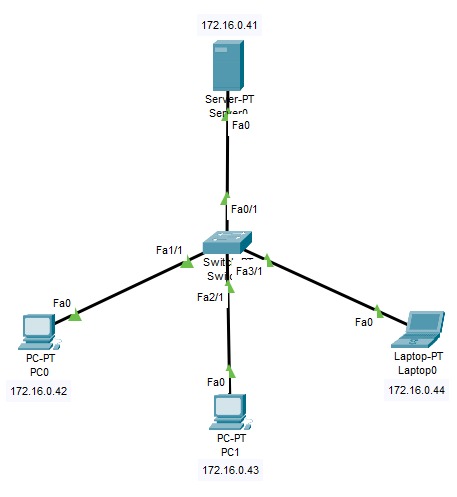 172.16.0.41
Server-PT
Server0
Fa0
Fa0/1
Fa1/1
Fa3/1
Fa2/1
Fa0
PC-PT
PC0
172.16.0.42
Fa0
Laptop-PT
Laptop0
172.16.0.44
Fa0
PC-PT
PC1
172.16.0.43